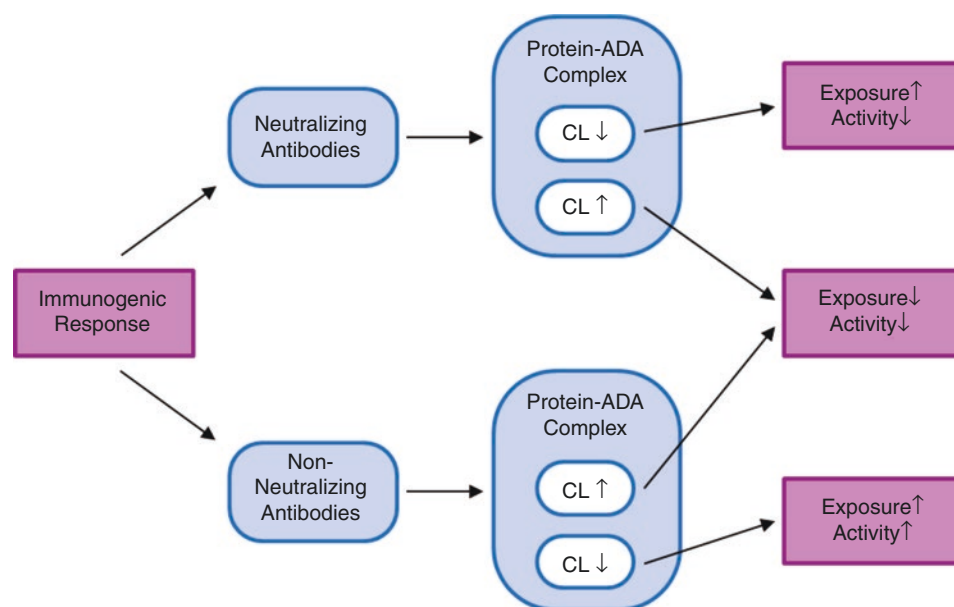 Immunogenic
Response
Neutralizing
Antibodies
Protein-ADA
Complex
CL ↓
CL ↑
Exposure↑
Activity↓
Exposure↓
Activity↓
Non-
Neutralizing
Antibodies
Protein-ADA
Complex
CL ↑
CL ↓
Exposure↑
Activity↑